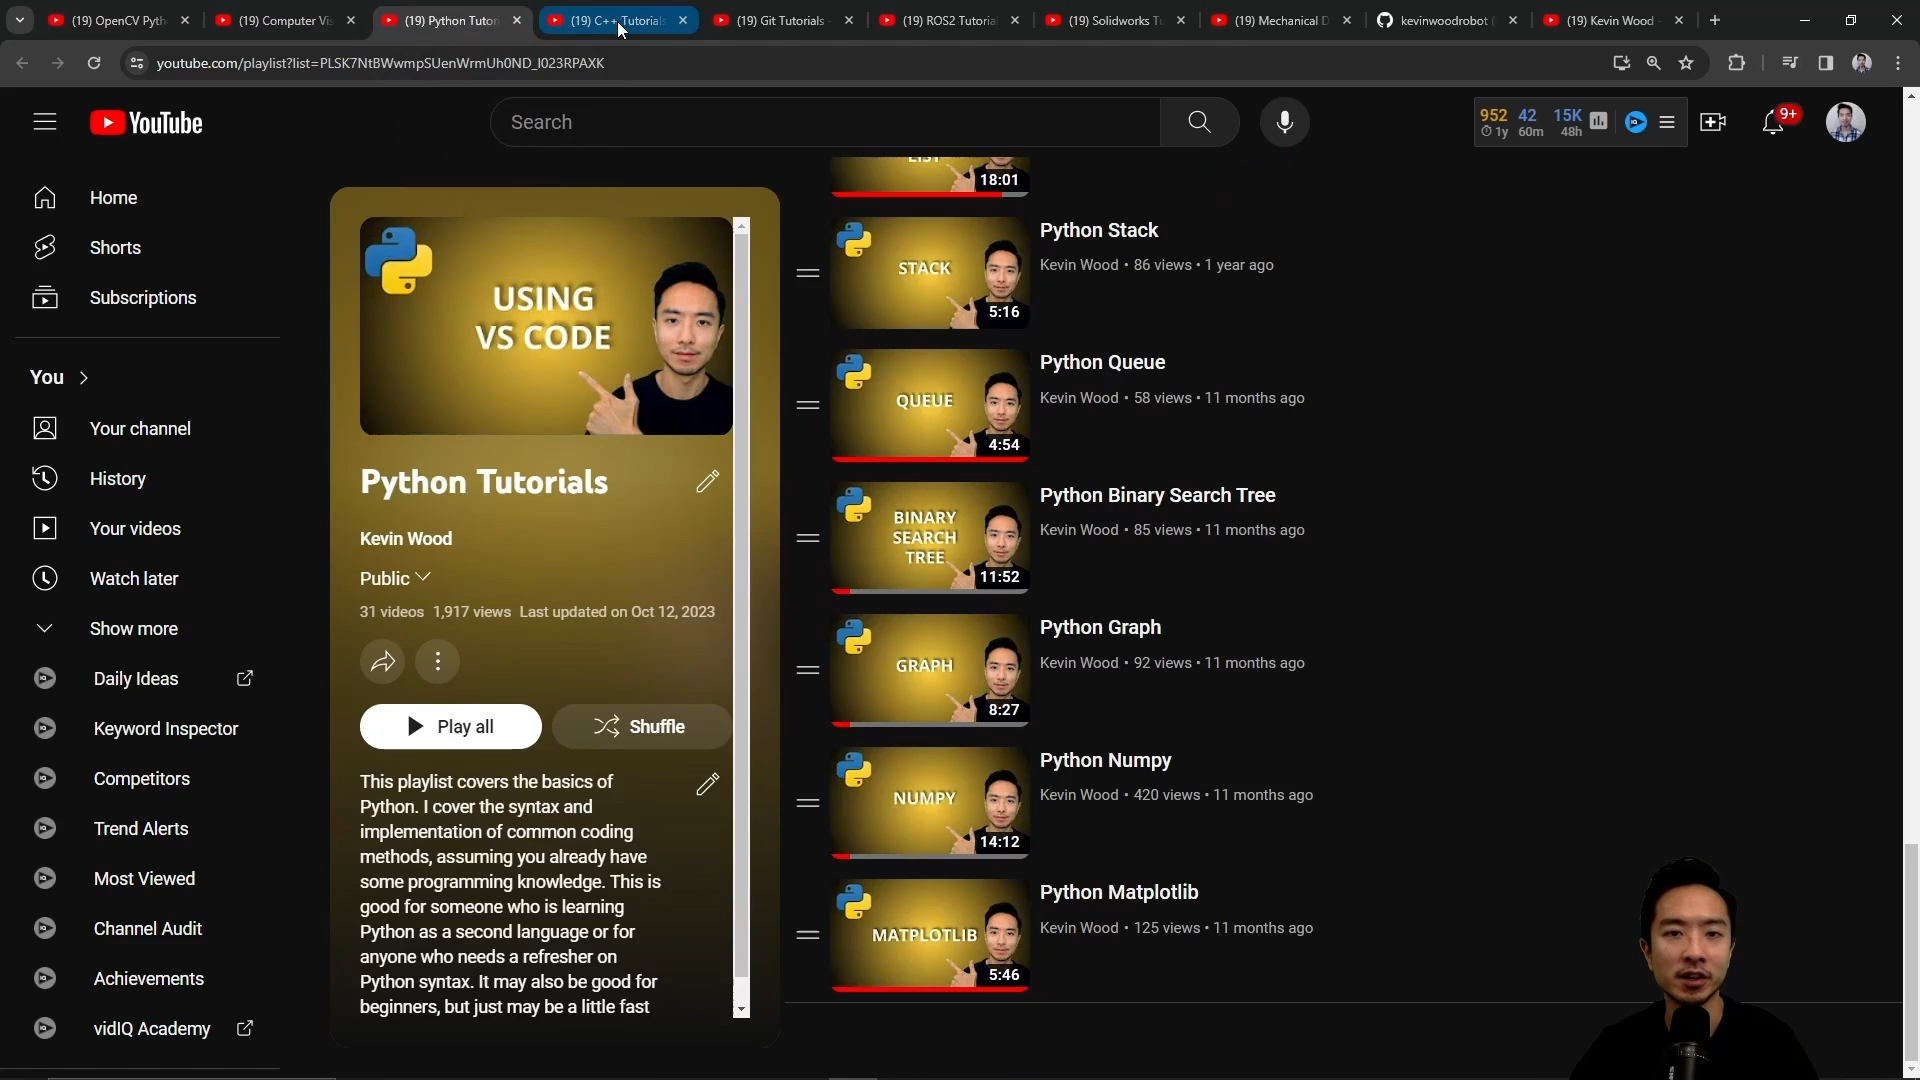 (19) OpenCV Pyth
(19) Computer Vis
(19) Python Tutori
(19) C++ Tutorials
(19) Git Tutorials -
(19) ROS2 Tutorial
(19) Solidworks Tu
(19) Mechanical D
kevinwoodrobot (
(19) Kevin Wood -
youtube.com/playlist?list=PLSK7NtBWwmpSUenWrmUh0ND_I023RPAXK
YouTube
Search
952 42 15K
1y 60m 48h
9+
Home
Shorts
Subscriptions
You
Your channel
History
Your videos
Watch later
Show more
Daily Ideas
Keyword Inspector
Competitors
Trend Alerts
Most Viewed
Channel Audit
Achievements
vidIQ Academy
USING
VS CODE
Python Tutorials
Kevin Wood
Public
31 videos 1,917 views Last updated on Oct 12, 2023
Play all
Shuffle
This playlist covers the basics of
Python. I cover the syntax and
implementation of common coding
methods, assuming you already have
some programming knowledge. This is
good for someone who is learning
Python as a second language or for
anyone who needs a refresher on
Python syntax. It may also be good for
beginners, but just may be a little fast
LIST
18:01
STACK
5:16
Python Stack
Kevin Wood • 86 views • 1 year ago
QUEUE
4:54
Python Queue
Kevin Wood • 58 views • 11 months ago
BINARY
SEARCH
TREE
11:52
Python Binary Search Tree
Kevin Wood • 85 views • 11 months ago
GRAPH
8:27
Python Graph
Kevin Wood • 92 views • 11 months ago
NUMPY
14:12
Python Numpy
Kevin Wood • 420 views • 11 months ago
MATPLOTLIB
5:46
Python Matplotlib
Kevin Wood • 125 views • 11 months ago